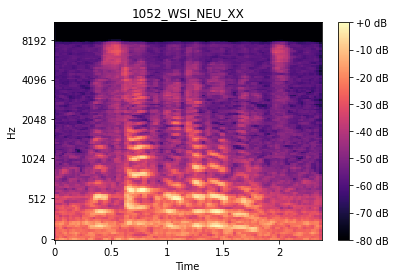 1052_WSI_NEU_XX
+0 dB
8192
-10 dB
4096
-20 dB
-30 dB
2048
Hz
-40 dB
1024
-50 dB
512
-60 dB
-70 dB
0
-80 dB
0 0.5 1 1.5 2
Time